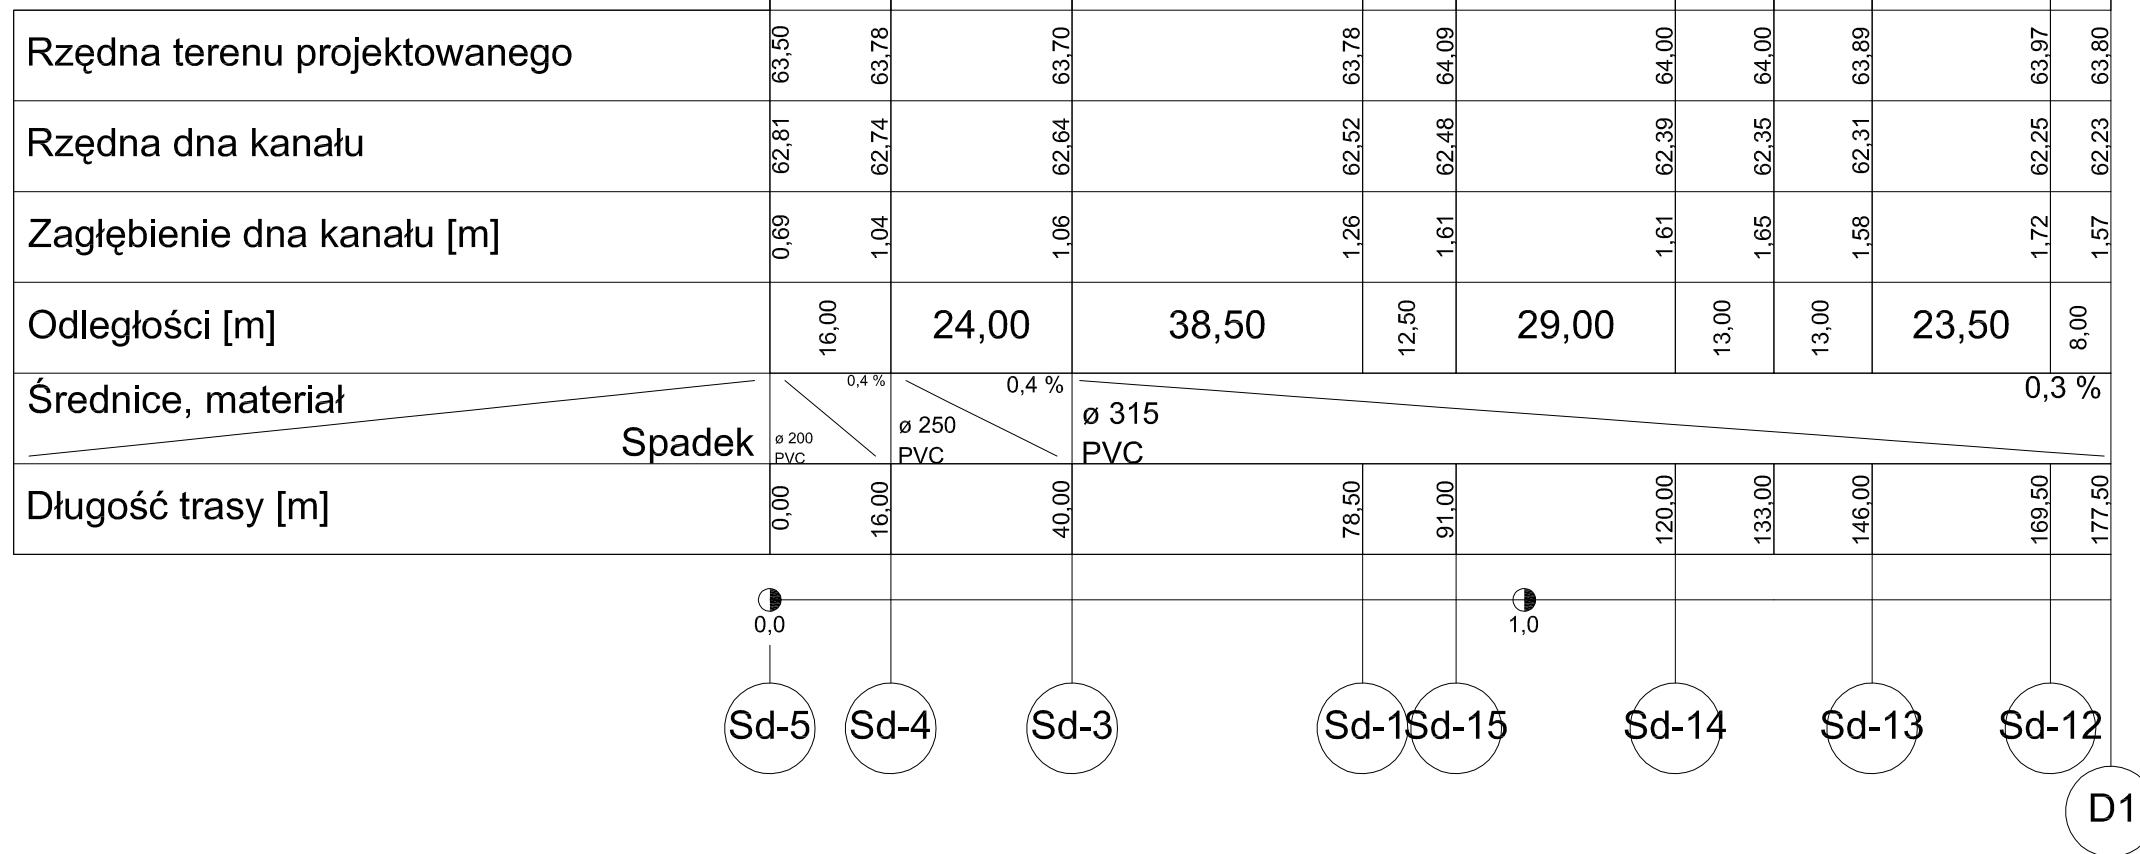 Rzędna terenu projektowanego 63,50 63,78 63,70 63,78 64,09 64,00 64,00 63,89 63,97 63,80
Rzędna dna kanału 62,81 62,74 62,64 62,52 62,48 62,39 62,35 62,31 62,25 62,23
Zagłębienie dna kanału [m] 0,69 1,04 1,06 1,26 1,61 1,61 1,65 1,58 1,72 1,57
Odległości [m] 16,00 24,00 38,50 12,50 29,00 13,00 13,00 23,50 8,00
Średnice, materiał
Spadek
0,4 %
ø 200
PVC
0,4 %
ø 250
PVC
0,3 %
ø 315
PVC
Długość trasy [m] 0,00 16,00 40,00 78,50 91,00 120,00 133,00 146,00 169,50 177,50
0,0 1,0
Sd-5 Sd-4 Sd-3 Sd-1 Sd-15 Sd-14 Sd-13 Sd-12
D1